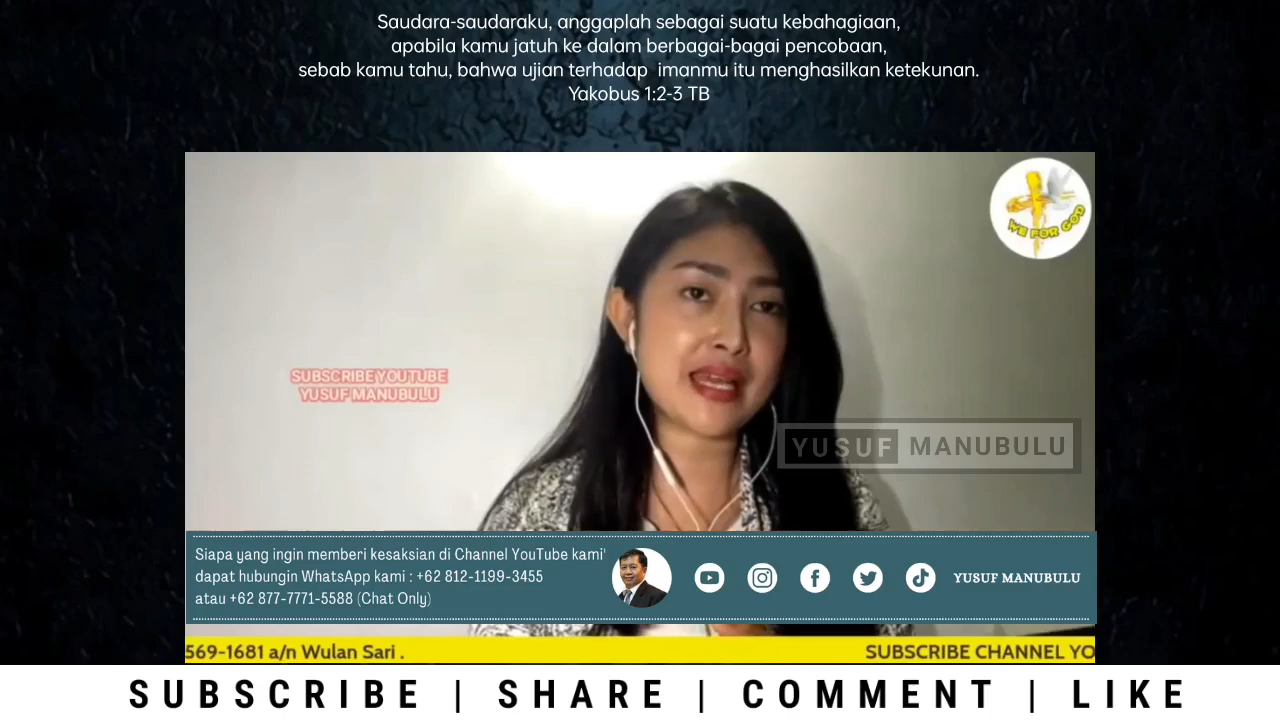 Saudara-saudaraku, anggaplah sebagai suatu kebahagiaan,
apabila kamu jatuh ke dalam berbagai-bagai pencobaan,
sebab kamu tahu, bahwa ujian terhadap imanmu itu menghasilkan ketekunan.
Yakobus 1:2-3 TB
WE FOR GOD
SUBSCRIBE YOUTUBE
YUSUF MANUBULU
YUSUF MANUBULU
Siapa yang ingin memberi kesaksian di Channel YouTube kami'
dapat hubungin WhatsApp kami : +62 812-1199-3455
atau +62 877-7771-5588 (Chat Only)
YUSUF MANUBULU
569-1681 a/n Wulan Sari .
SUBSCRIBE CHANNEL YO
SUBSCRIBE | SHARE | COMMENT | LIKE